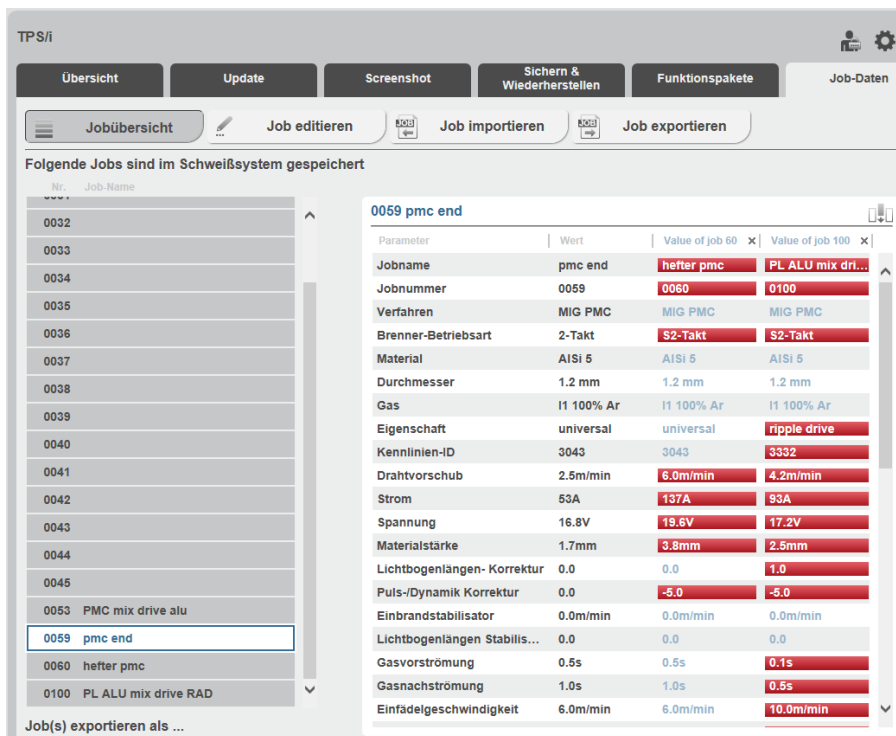 TPS/i
Übersicht
Update
Screenshot
Sichern &
Wiederherstellen
Funktionspakete
Job-Daten
Jobübersicht
Job editieren
JOB
Job importieren
JOB
Job exportieren
Folgende Jobs sind im Schweißsystem gespeichert
Nr. Job-Name
0032
0033
0034
0035
0036
0037
0038
0039
0040
0041
0042
0043
0044
0045
0053 PMC mix drive alu
0059 pmc end
0060 hefter pmc
0100 PL ALU mix drive RAD
Job(s) exportieren als ...
0059 pmc end
Parameter Wert Value of job 60 x Value of job 100 x
Jobname pmc end hefter pmc PL ALU mix dri...
Jobnummer 0059 0060 0100
Verfahren MIG PMC MIG PMC MIG PMC
Brenner-Betriebsart 2-Takt S2-Takt S2-Takt
Material AlSi 5 AlSi 5 AlSi 5
Durchmesser 1.2 mm 1.2 mm 1.2 mm
Gas I1 100% Ar I1 100% Ar I1 100% Ar
Eigenschaft universal universal ripple drive
Kennlinien-ID 3043 3043 3332
Drahtvorschub 2.5m/min 6.0m/min 4.2m/min
Strom 53A 137A 93A
Spannung 16.8V 19.6V 17.2V
Materialstärke 1.7mm 3.8mm 2.5mm
Lichtbogenlängen- Korrektur 0.0 0.0 1.0
Puls-/Dynamik Korrektur 0.0 -5.0 -5.0
Einbrandstabilisator 0.0m/min 0.0m/min 0.0m/min
Lichtbogenlängen Stabilis... 0.0 0.0 0.0
Gasvorströmung 0.5s 0.5s 0.1s
Gasnachströmung 1.0s 1.0s 0.5s
Einfädelgeschwindigkeit 6.0m/min 6.0m/min 10.0m/min